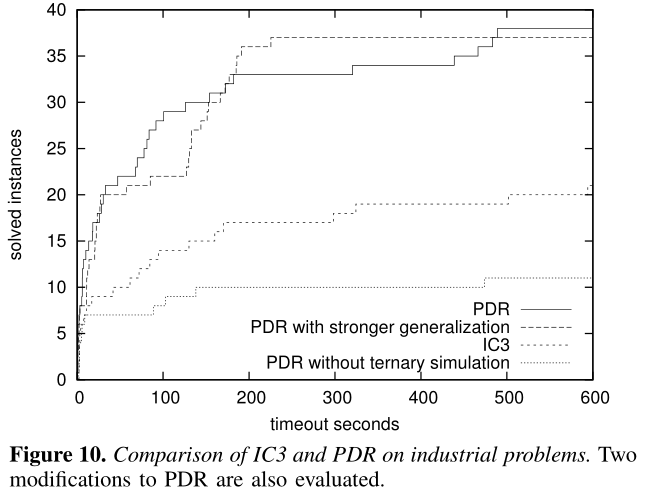 40
35
30
25
20
15
10
5
0
solved instances
PDR
PDR with stronger generalization
IC3
PDR without ternary simulation
0 100 200 300 400 500 600
timeout seconds
Figure 10. Comparison of IC3 and PDR on industrial problems. Two
modifications to PDR are also evaluated.